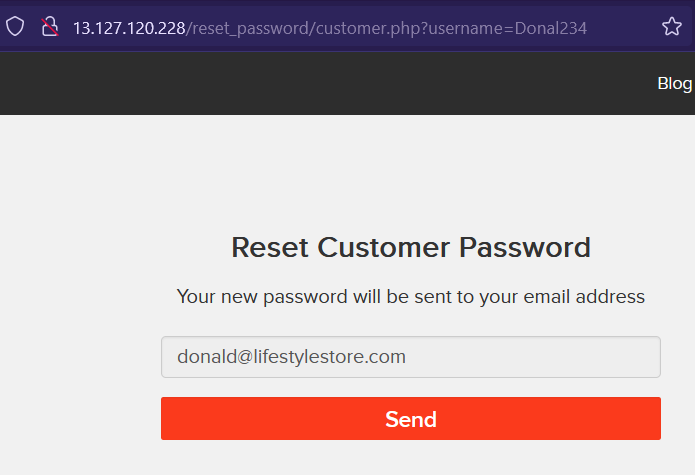 13.127.120.228/reset_password/customer.php?username=Donal234
Blog
Reset Customer Password
Your new password will be sent to your email address
donald@lifestylestore.com
Send